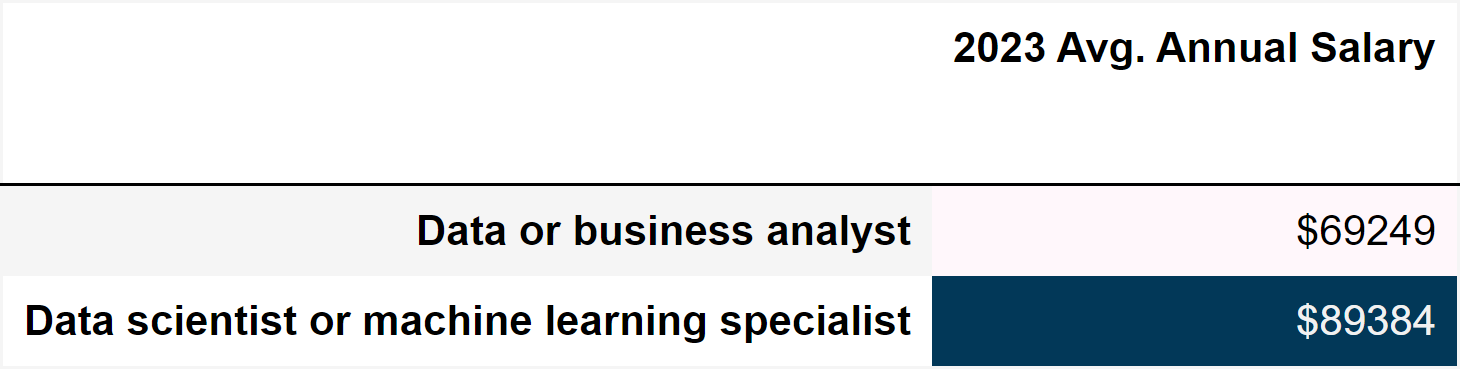 2023 Avg. Annual Salary
Data or business analyst $69249
Data scientist or machine learning specialist $89384